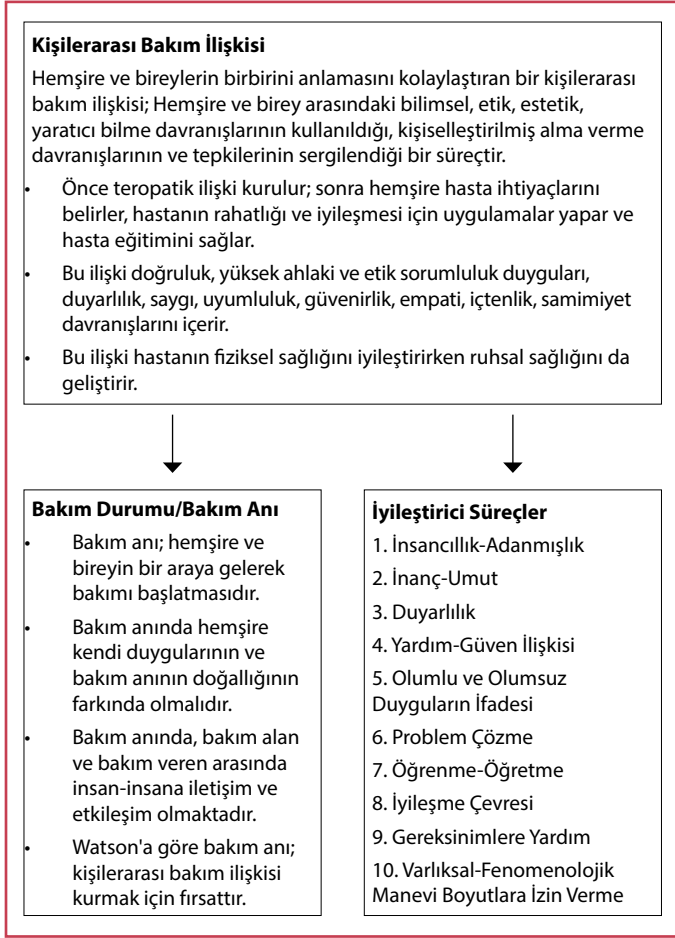 Kişilerarası Bakım İlişkisi
Hemşire ve bireylerin birbirini anlamasını kolaylaştıran bir kişilerarası
bakım ilişkisi; Hemşire ve birey arasındaki bilimsel, etik, estetik,
yaratıcı bilme davranışlarının kullanıldığı, kişiselleştirilmiş alma verme
davranışlarının ve tepkilerinin sergilendiği bir süreçtir.
• Önce teropatik ilişki kurulur; sonra hemşire hasta ihtiyaçlarını
belirler, hastanın rahatlığı ve iyileşmesi için uygulamalar yapar ve
hasta eğitimini sağlar.
• Bu ilişki doğruluk, yüksek ahlaki ve etik sorumluluk duyguları,
duyarlılık, saygı, uyumluluk, güvenirlik, empati, içtenlik, samimiyet
davranışlarını içerir.
• Bu ilişki hastanın fiziksel sağlığını iyileştirirken ruhsal sağlığını da
geliştirir.
Bakım Durumu/Bakım Anı
• Bakım anı; hemşire ve
bireyin bir araya gelerek
bakımı başlatmasıdır.
• Bakım anında hemşire
kendi duygularının ve
bakım anının doğallığının
farkında olmalıdır.
• Bakım anında, bakım alan
ve bakım veren arasında
insan-insana iletişim ve
etkileşim olmaktadır.
• Watson'a göre bakım anı;
kişilerarası bakım ilişkisi
kurmak için fırsattır.
İyileştirici Süreçler
1. İnsancıllık-Adanmışlık
2. İnanç-Umut
3. Duyarlılık
4. Yardım-Güven İlişkisi
5. Olumlu ve Olumsuz
Duyguların İfadesi
6. Problem Çözme
7. Öğrenme-Öğretme
8. İyileşme Çevresi
9. Gereksinimlere Yardım
10. Varlıksal-Fenomenolojik
Manevi Boyutlara İzin Verme